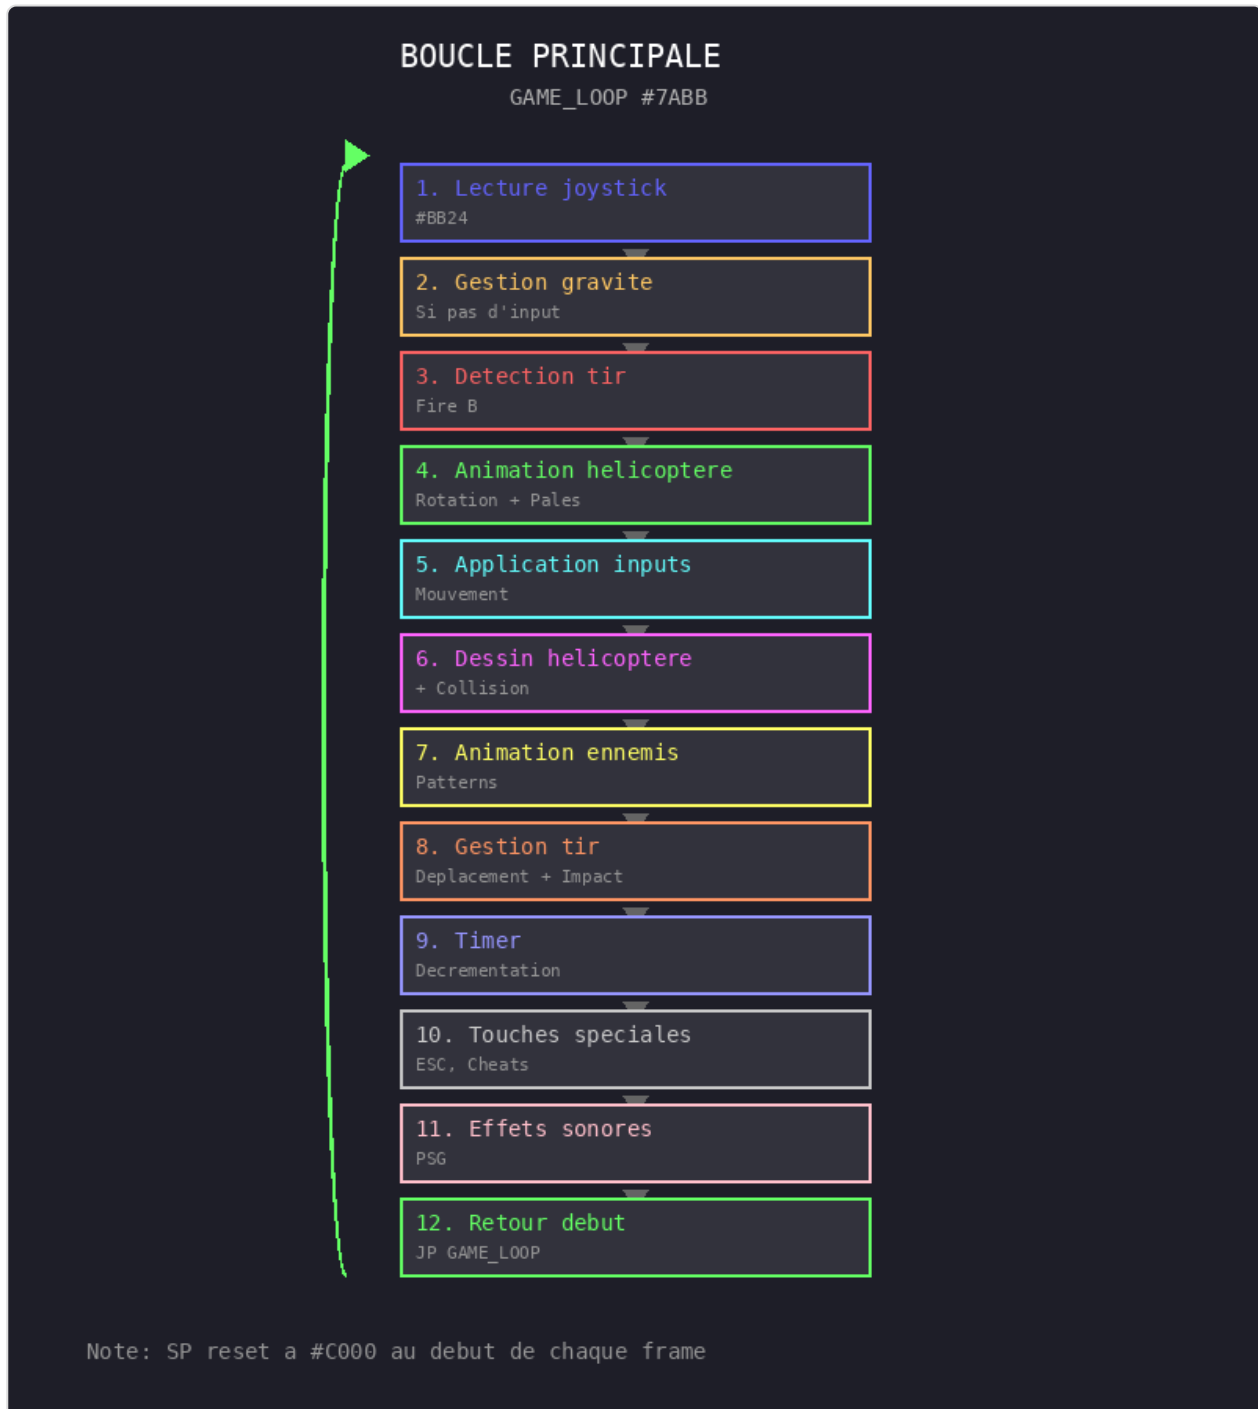 BOUCLE PRINCIPALE
GAME_LOOP #7ABB
1. Lecture joystick
#BB24
2. Gestion gravite
Si pas d'input
3. Detection tir
Fire B
4. Animation helicoptere
Rotation + Pales
5. Application inputs
Mouvement
6. Dessin helicoptere
+ Collision
7. Animation ennemis
Patterns
8. Gestion tir
Deplacement + Impact
9. Timer
Decrementation
10. Touches speciales
ESC, Cheats
11. Effets sonores
PSG
12. Retour debut
JP GAME_LOOP
Note: SP reset a #C000 au debut de chaque frame